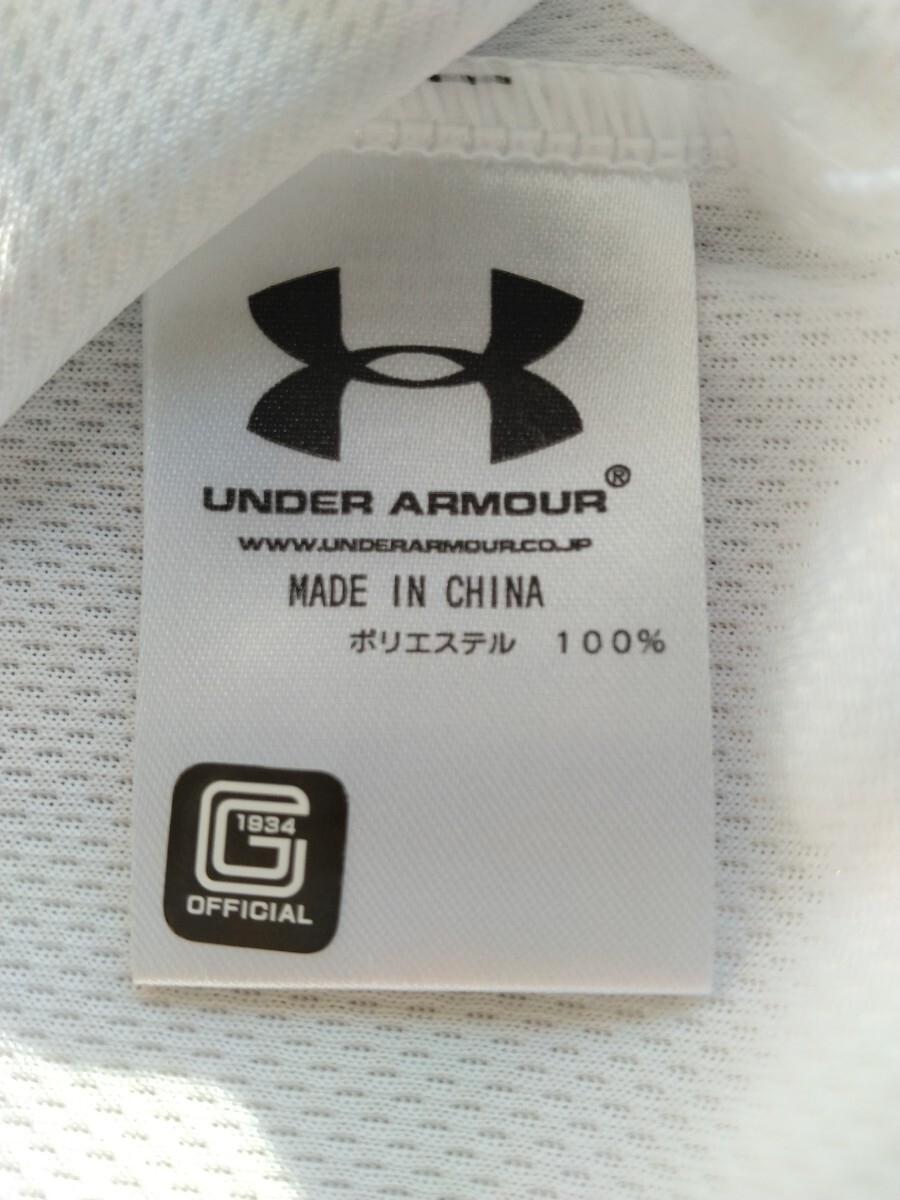 UNDER ARMOUR®
WWW.UNDERARMOUR.CO.JP
MADE IN CHINA
ポリエステル 100%
G
1934
OFFICIAL